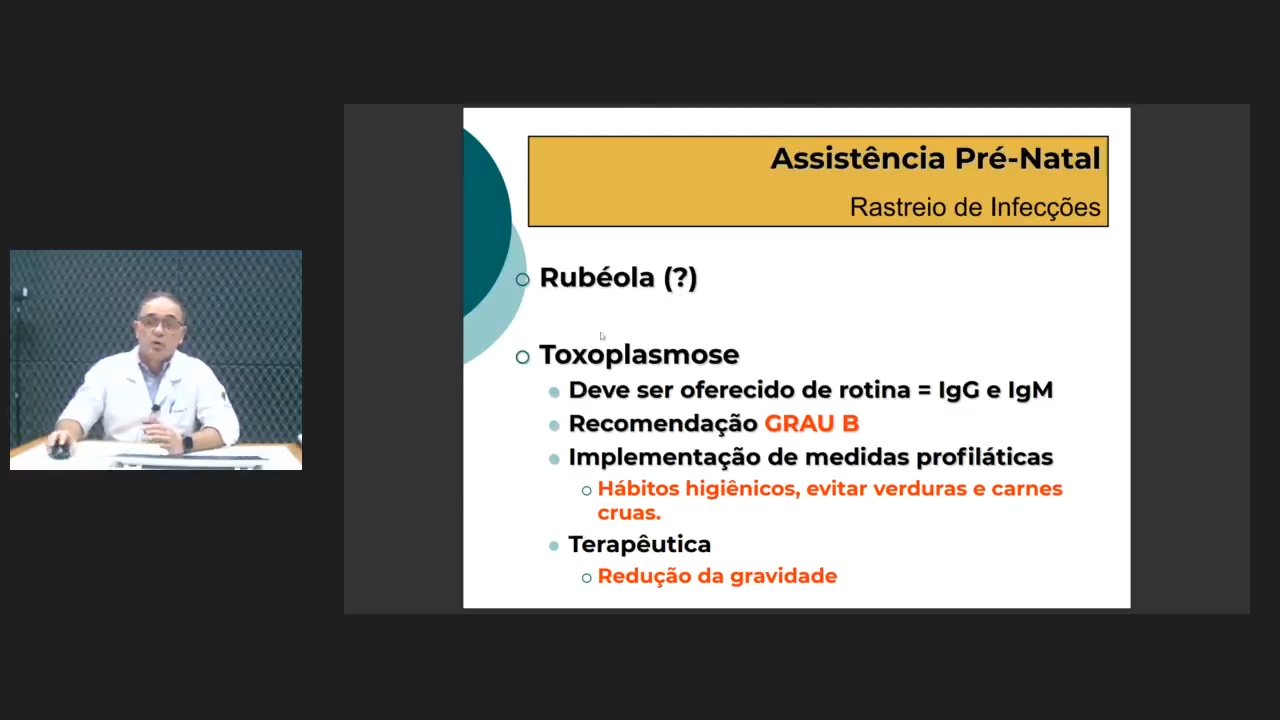 Assistência Pré-Natal
Rastreio de Infecções
Rubéola (?)
Toxoplasmose
Deve ser oferecido de rotina = IgG e IgM
Recomendação GRAU B
Implementação de medidas profiláticas
Hábitos higiênicos, evitar verduras e carnes
cruas.
Terapêutica
Redução da gravidade